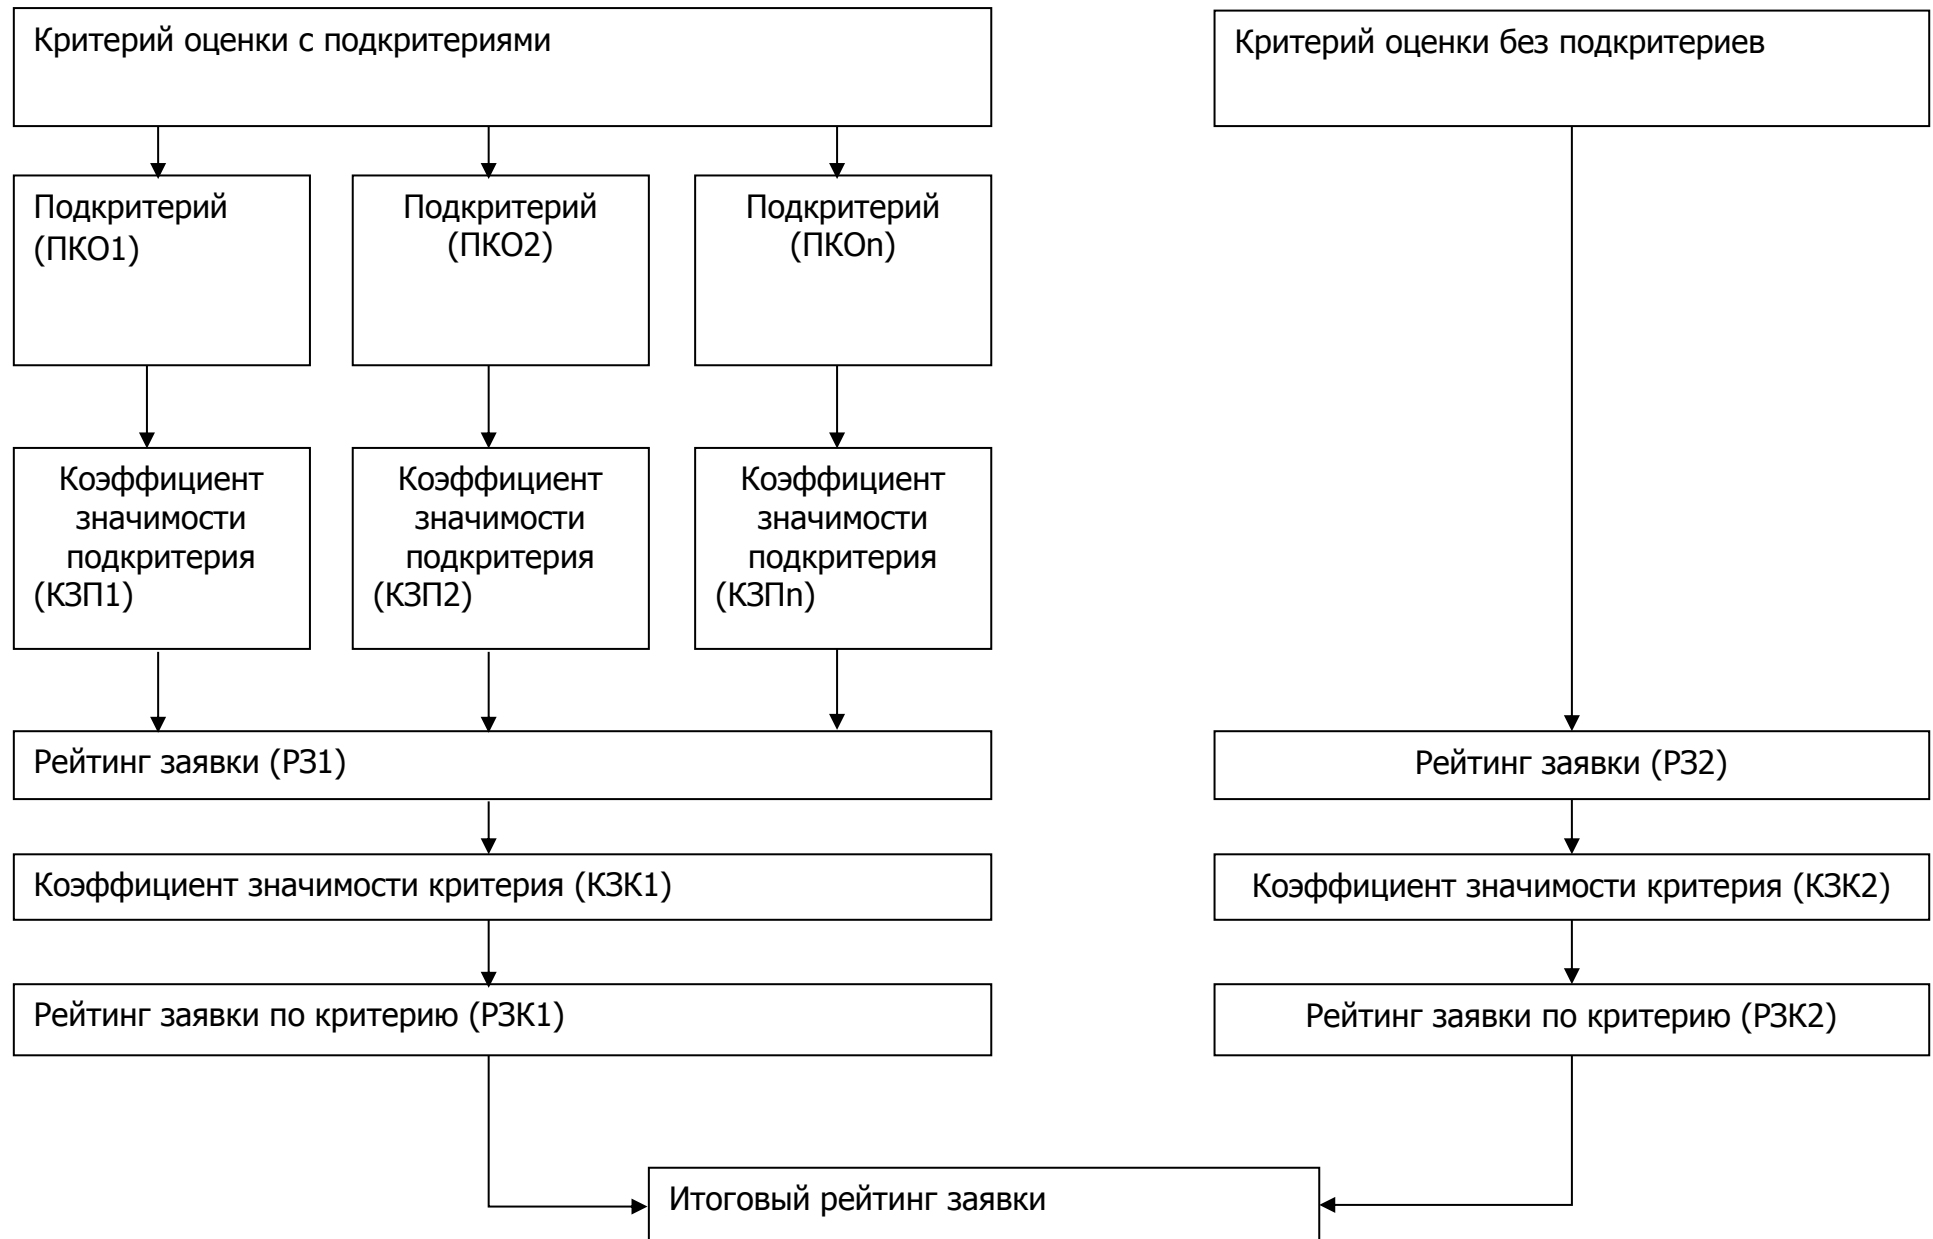 Критерий оценки с подкритериями
Критерий оценки без подкритериев
Подкритерий
(ПКО1)
Подкритерий
(ПКО2)
Подкритерий
(ПКОn)
Коэффициент
значимости
подкритерия
(КЗП1)
Коэффициент
значимости
подкритерия
(КЗП2)
Коэффициент
значимости
подкритерия
(КЗПn)
Рейтинг заявки (РЗ1)
Рейтинг заявки (РЗ2)
Коэффициент значимости критерия (КЗК1)
Коэффициент значимости критерия (КЗК2)
Рейтинг заявки по критерию (РЗК1)
Рейтинг заявки по критерию (РЗК2)
Итоговый рейтинг заявки